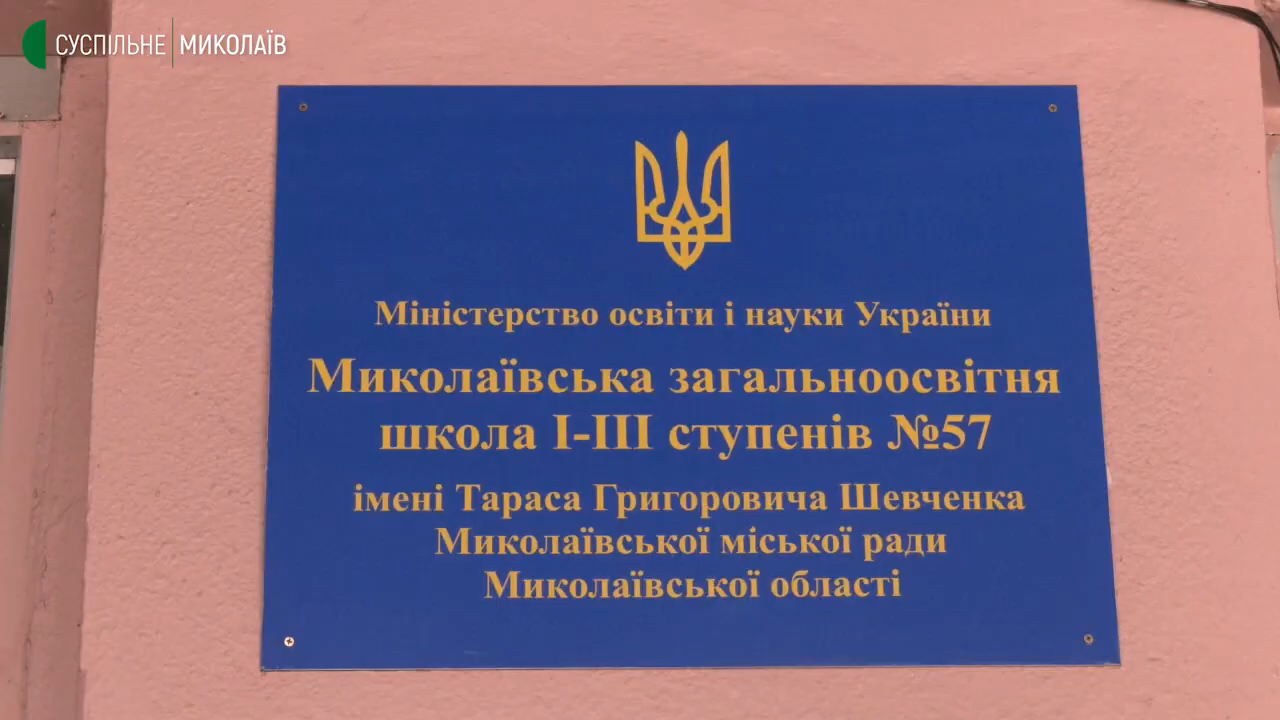 СУСПІЛЬНЕ МИКОЛАЇВ
Міністерство освіти і науки України
Миколаївська загальноосвітня
школа І-ІІІ ступенів №57
імені Тараса Григоровича Шевченка
Миколаївської міської ради
Миколаївської області